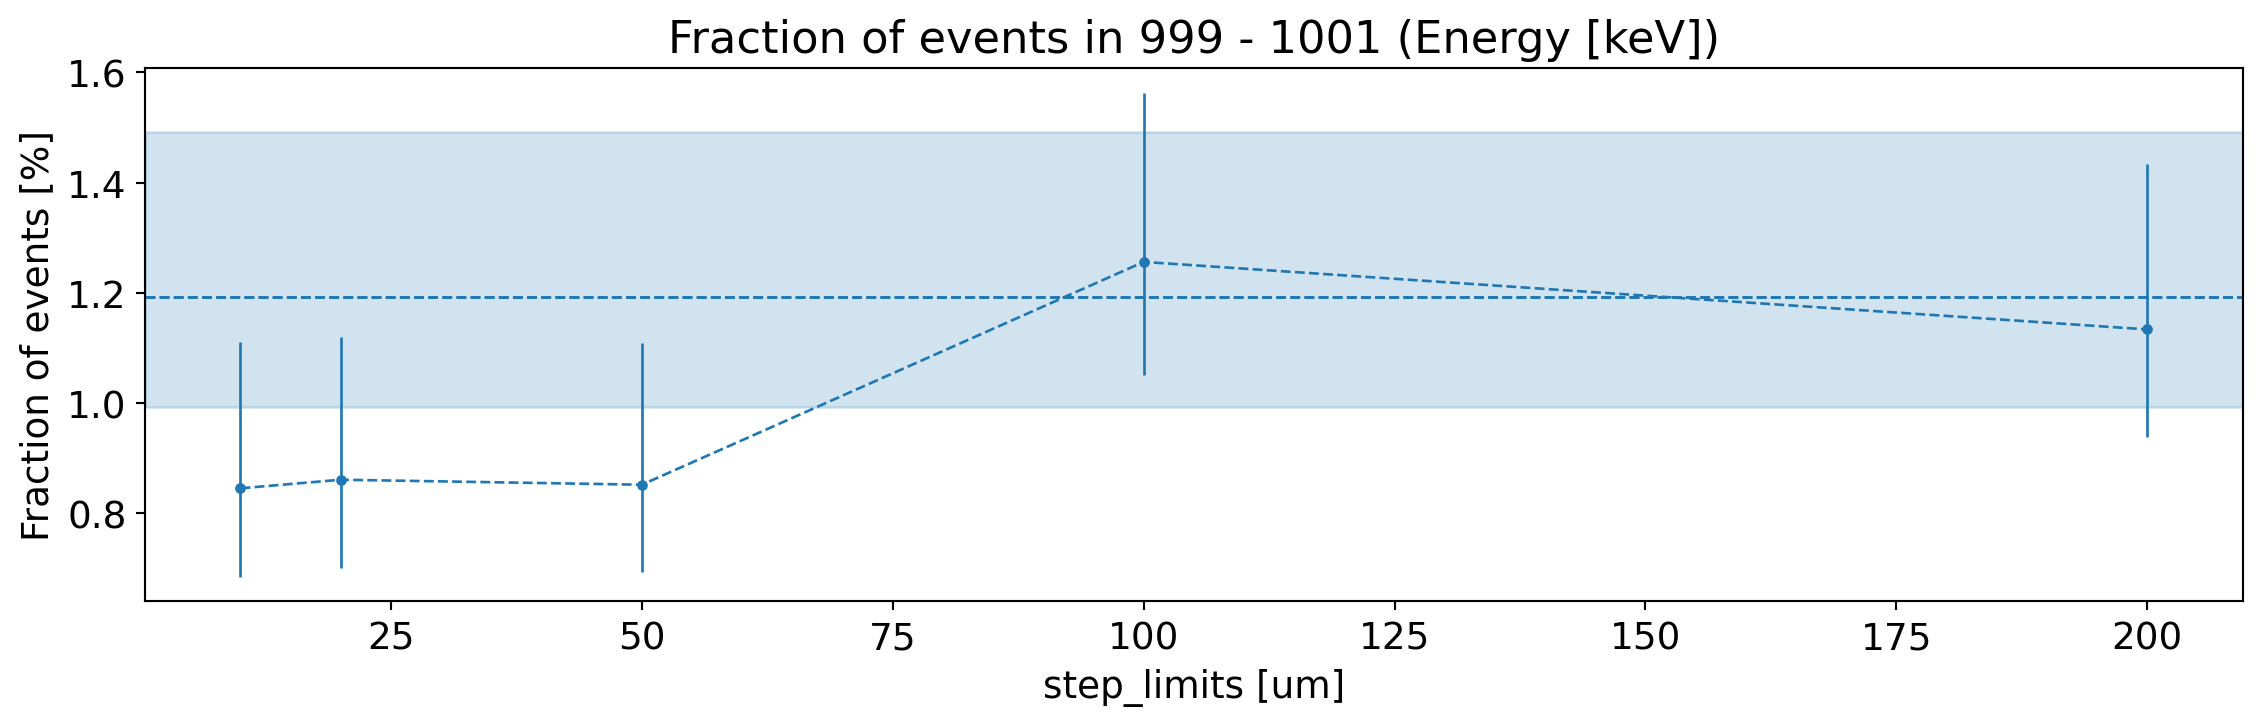 Fraction of events in 999 - 1001 (Energy [keV])
Fraction of events [%]
1.6
1.4
1.2
1.0
0.8
25 50 75 100 125 150 175 200
step_limits [um]